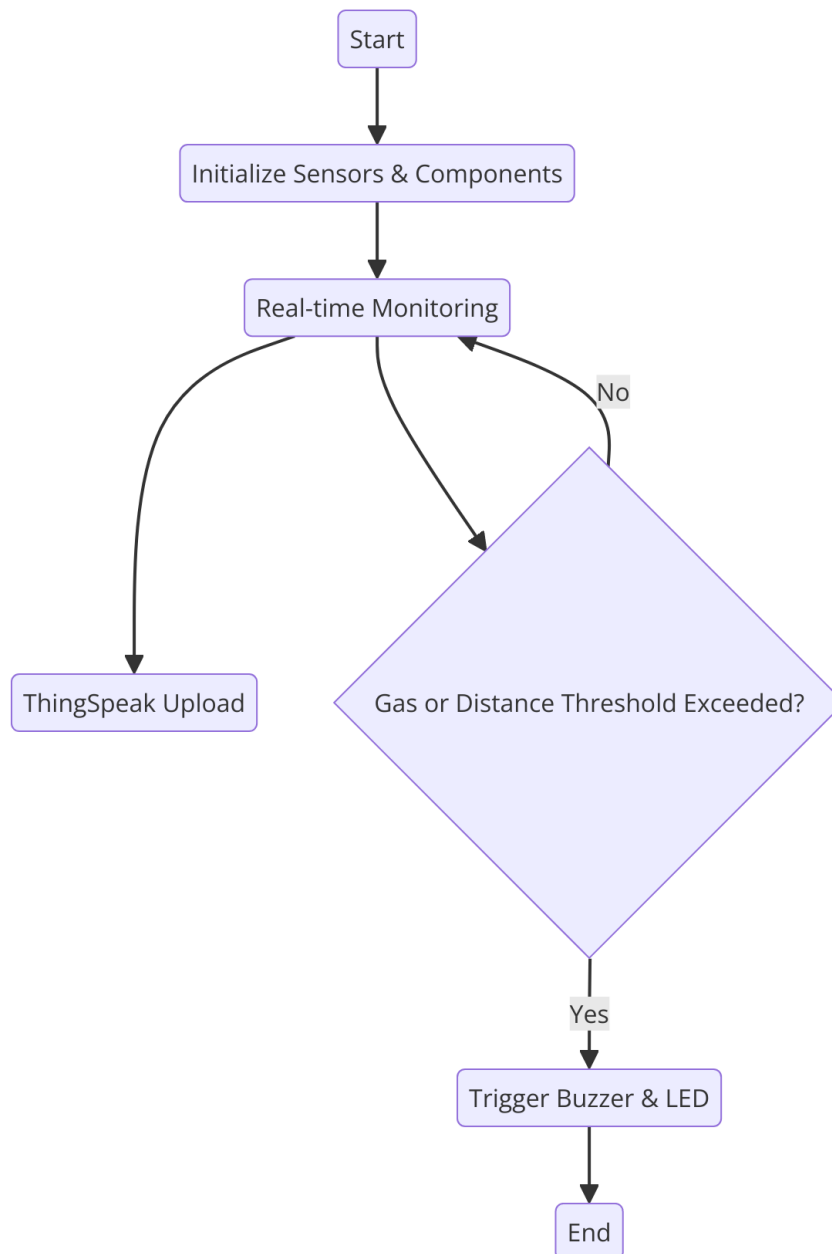 Start
Initialize Sensors & Components
Real-time Monitoring
No
ThingSpeak Upload
Gas or Distance Threshold Exceeded?
Yes
Trigger Buzzer & LED
End